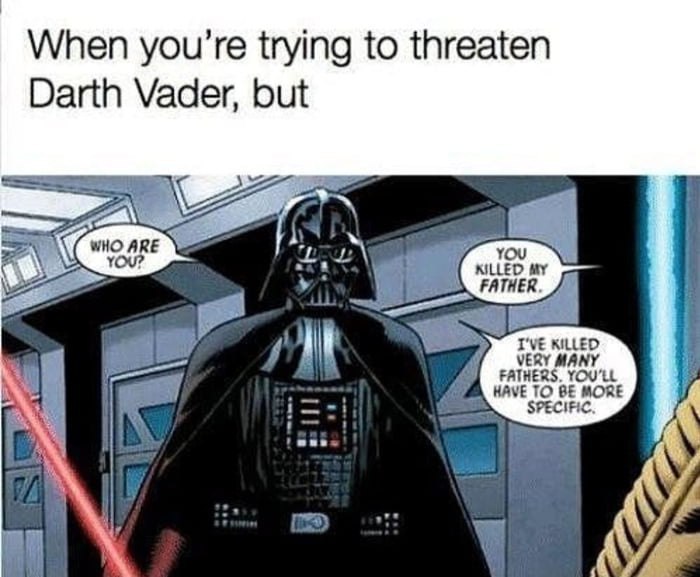 When you're trying to threaten
Darth Vader, but
WHO ARE
YOU?
YOU
KILLED MY
FATHER.
I'VE KILLED
VERY MANY
FATHERS. YOU'LL
HAVE TO BE MORE
SPECIFIC.